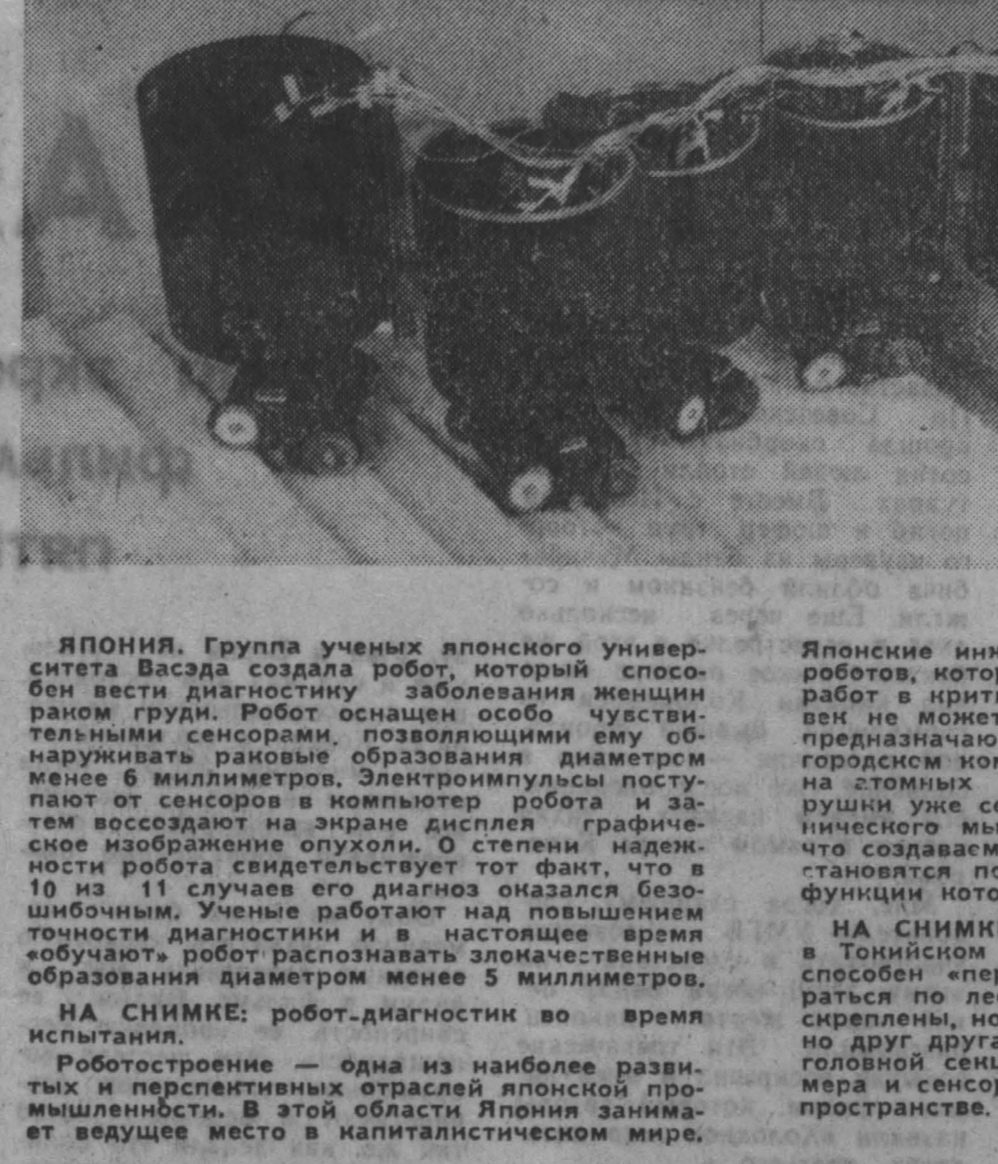 ЯПОНИЯ. Группа ученых японского универ-
ситета Васэда создала робот, который спосо-
бен вести диагностику заболевания женщин
раком груди. Робот оснащен особо чувстви-
тельными сенсорами, позволяющими ему об-
наруживать раковые образования диаметром
менее 6 миллиметров. Электроимпульсы посту-
пают от сенсоров в компьютер робота и за-
тем воссоздают на экране дисплея графиче-
ское изображение опухоли. О степени надеж-
ности робота свидетельствует тот факт, что в
10 из 11 случаев его диагноз оказался безо-
шибочным. Ученые работают над повышением
точности диагностики и в настоящее время
«обучают» робот распознавать злокачественные
образования диаметром менее 5 миллиметров.
НА СНИМКЕ: робот-диагностик во время
испытания.
Роботостроение — одна из наиболее разви-
тых и перспективных отраслей японской про-
мышленности. В этой области Япония занима-
ет ведущее место в капиталистическом мире.
Японские инж
роботов, котор
работ в крити
век не может
предназначаю
городском ком
на атомных
рушки уже со
нического мы
что создаваем
становятся по
функции кото
НА СНИМКЕ
в Токийском
способен «пер
раться по лес
скреплены, но
но друг друга
головной секц
мера и сенсор
пространстве.